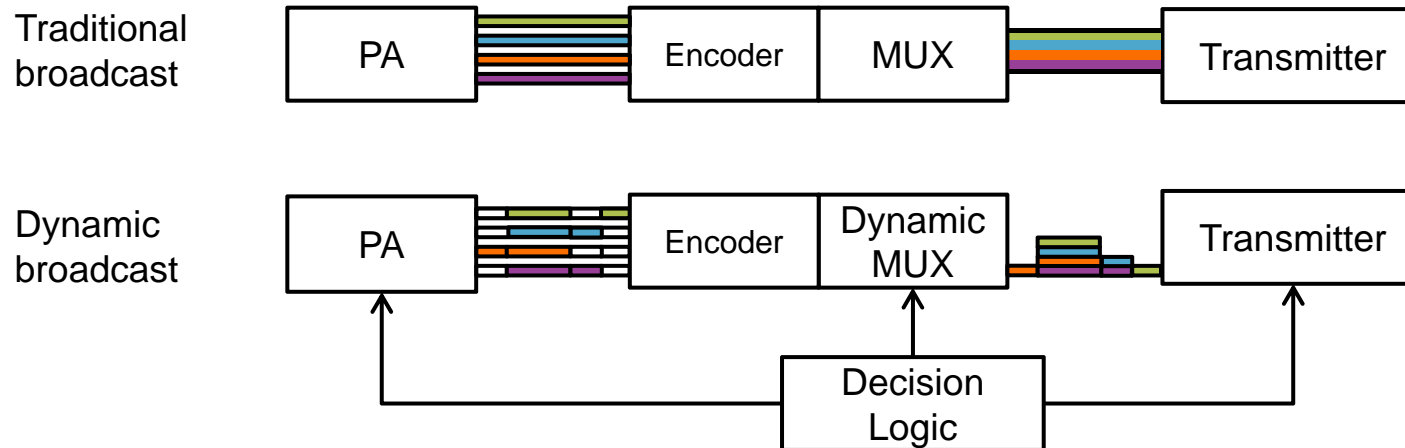 Traditional
broadcast
PA
Encoder
MUX
Transmitter
Dynamic
broadcast
PA
Encoder
Dynamic
MUX
Transmitter
Decision
Logic